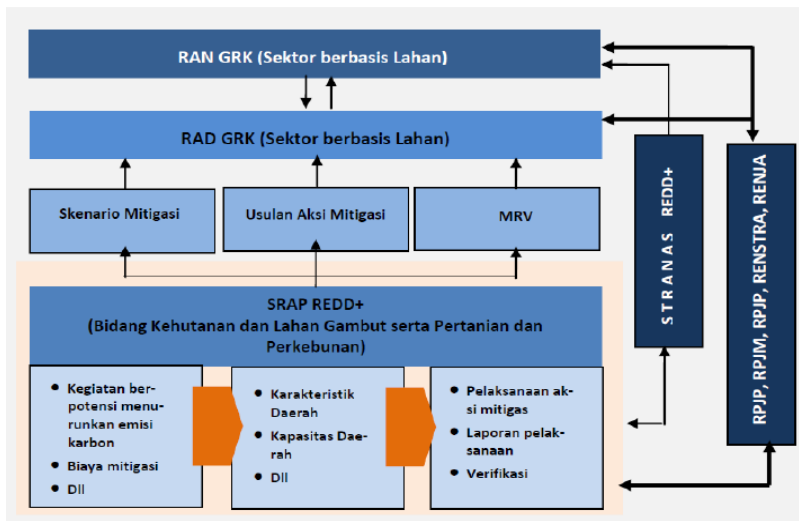 RAN GRK (Sektor berbasis Lahan)
RAD GRK (Sektor berbasis Lahan)
Skenario Mitigasi
Usulan Aksi Mitigasi
MRV
SRAP REDD+
(Bidang Kehutanan dan Lahan Gambut serta Pertanian dan
Perkebunan)
● Kegiatan ber-
potensi menu-
runkan emisi
karbon
● Biaya mitigasi
● Dll
● Karakteristik
Daerah
● Kapasitas Dae-
rah
● Dll
● Pelaksanaan ak-
si mitigas
● Laporan pelak-
sanaan
● Verifikasi
STRANAS REDD+
RPJP, RPJM, RPJP, RENSTRA, RENJA